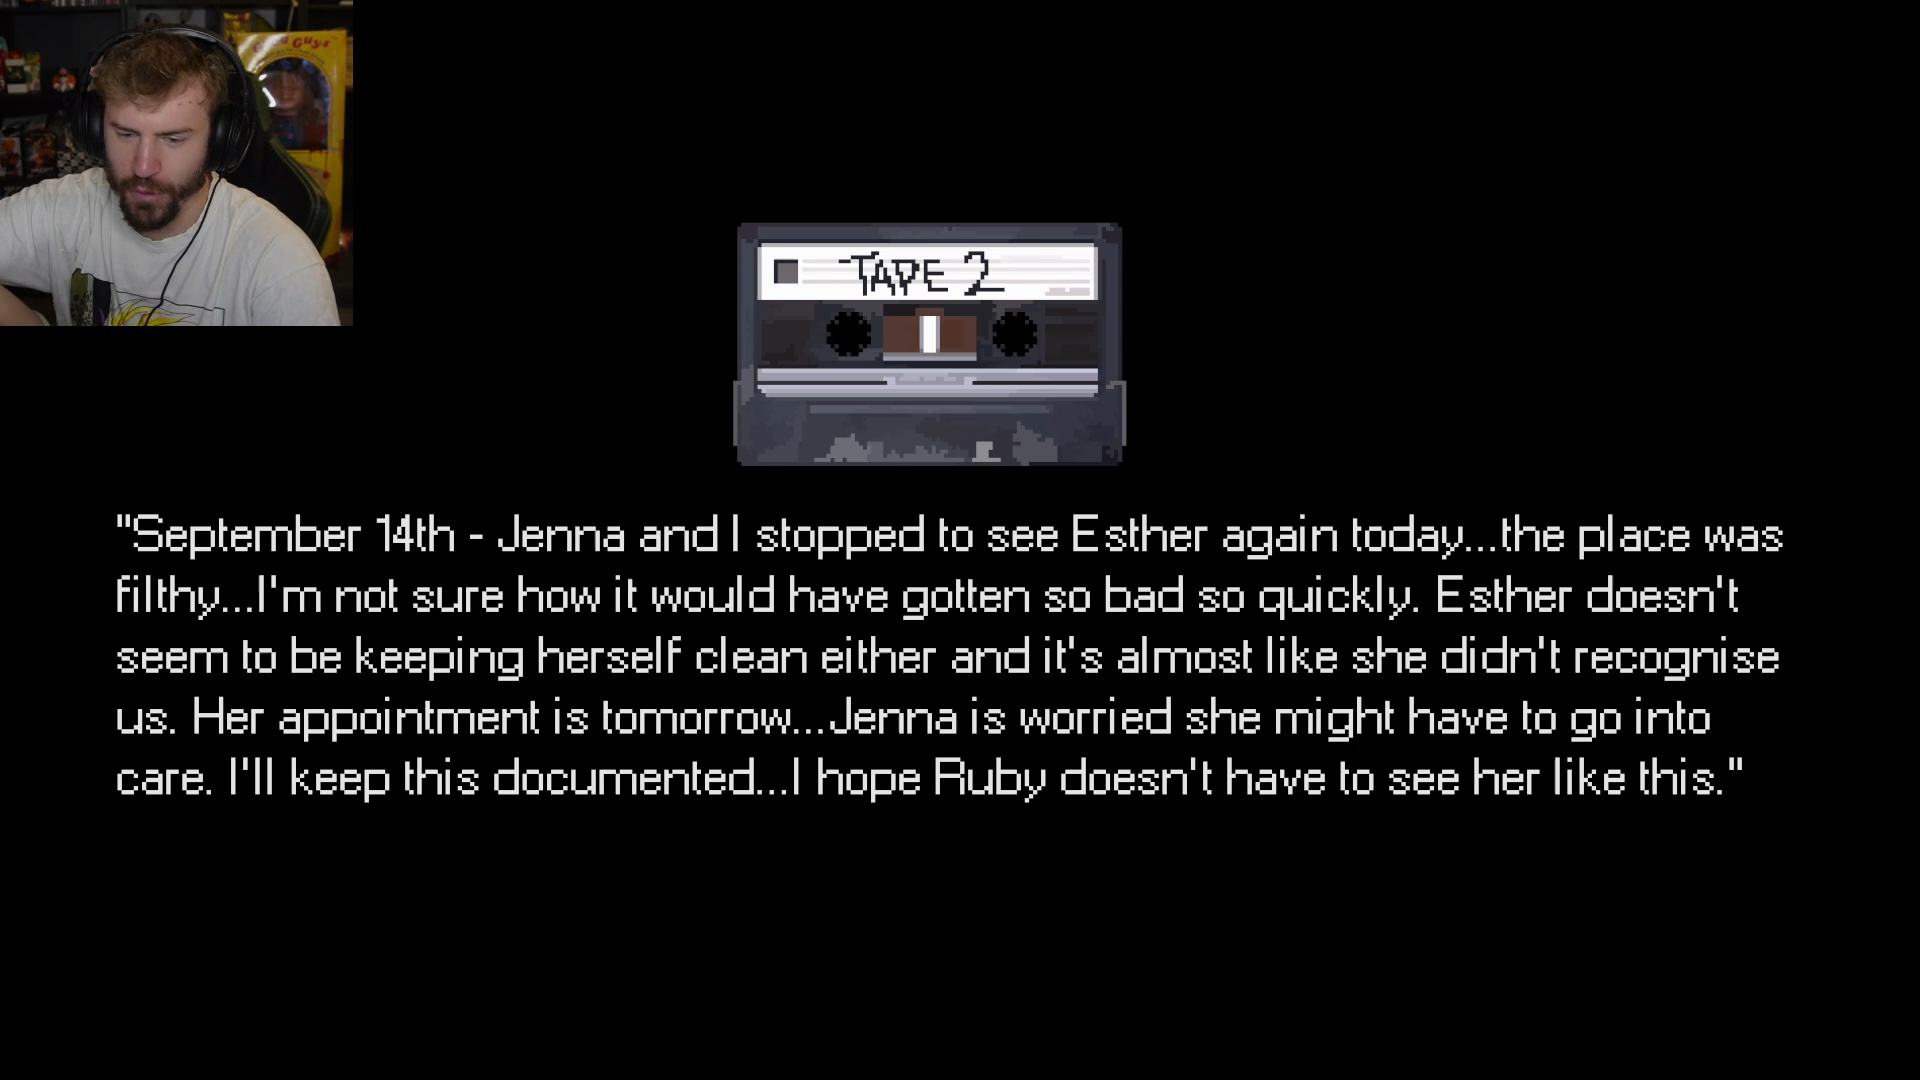 Good Guys
TAPE 2
"September 14th - Jenna and I stopped to see Esther again today...the place was
filthy...I'm not sure how it would have gotten so bad so quickly. Esther doesn't
seem to be keeping herself clean either and it's almost like she didn't recognise
us. Her appointment is tomorrow...Jenna is worried she might have to go into
care. I'll keep this documented...I hope Ruby doesn't have to see her like this."